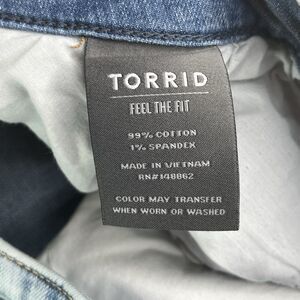 TORRID
FEEL THE FIT
99% COTTON
1% SPANDEX
MADE IN VIETNAM
RN#148862
COLOR MAY TRANSFER
WHEN WORN OR WASHED